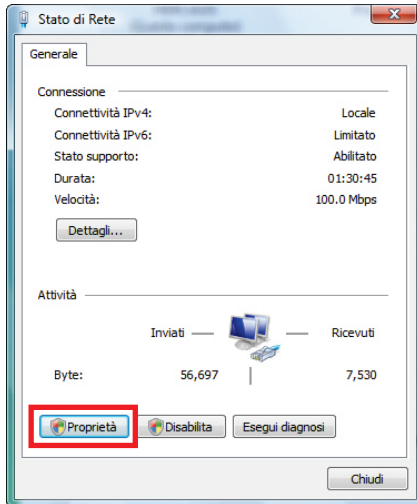 Stato di Rete
Generale
Connessione
Connettività IPv4: Locale
Connettività IPv6: Limitato
Stato supporto: Abilitato
Durata: 01:30:45
Velocità: 100.0 Mbps
Dettagli...
Attività
Inviati Ricevuti
Byte: 56,697 7,530
Proprietà Disabilita Esegui diagnosi
Chiudi